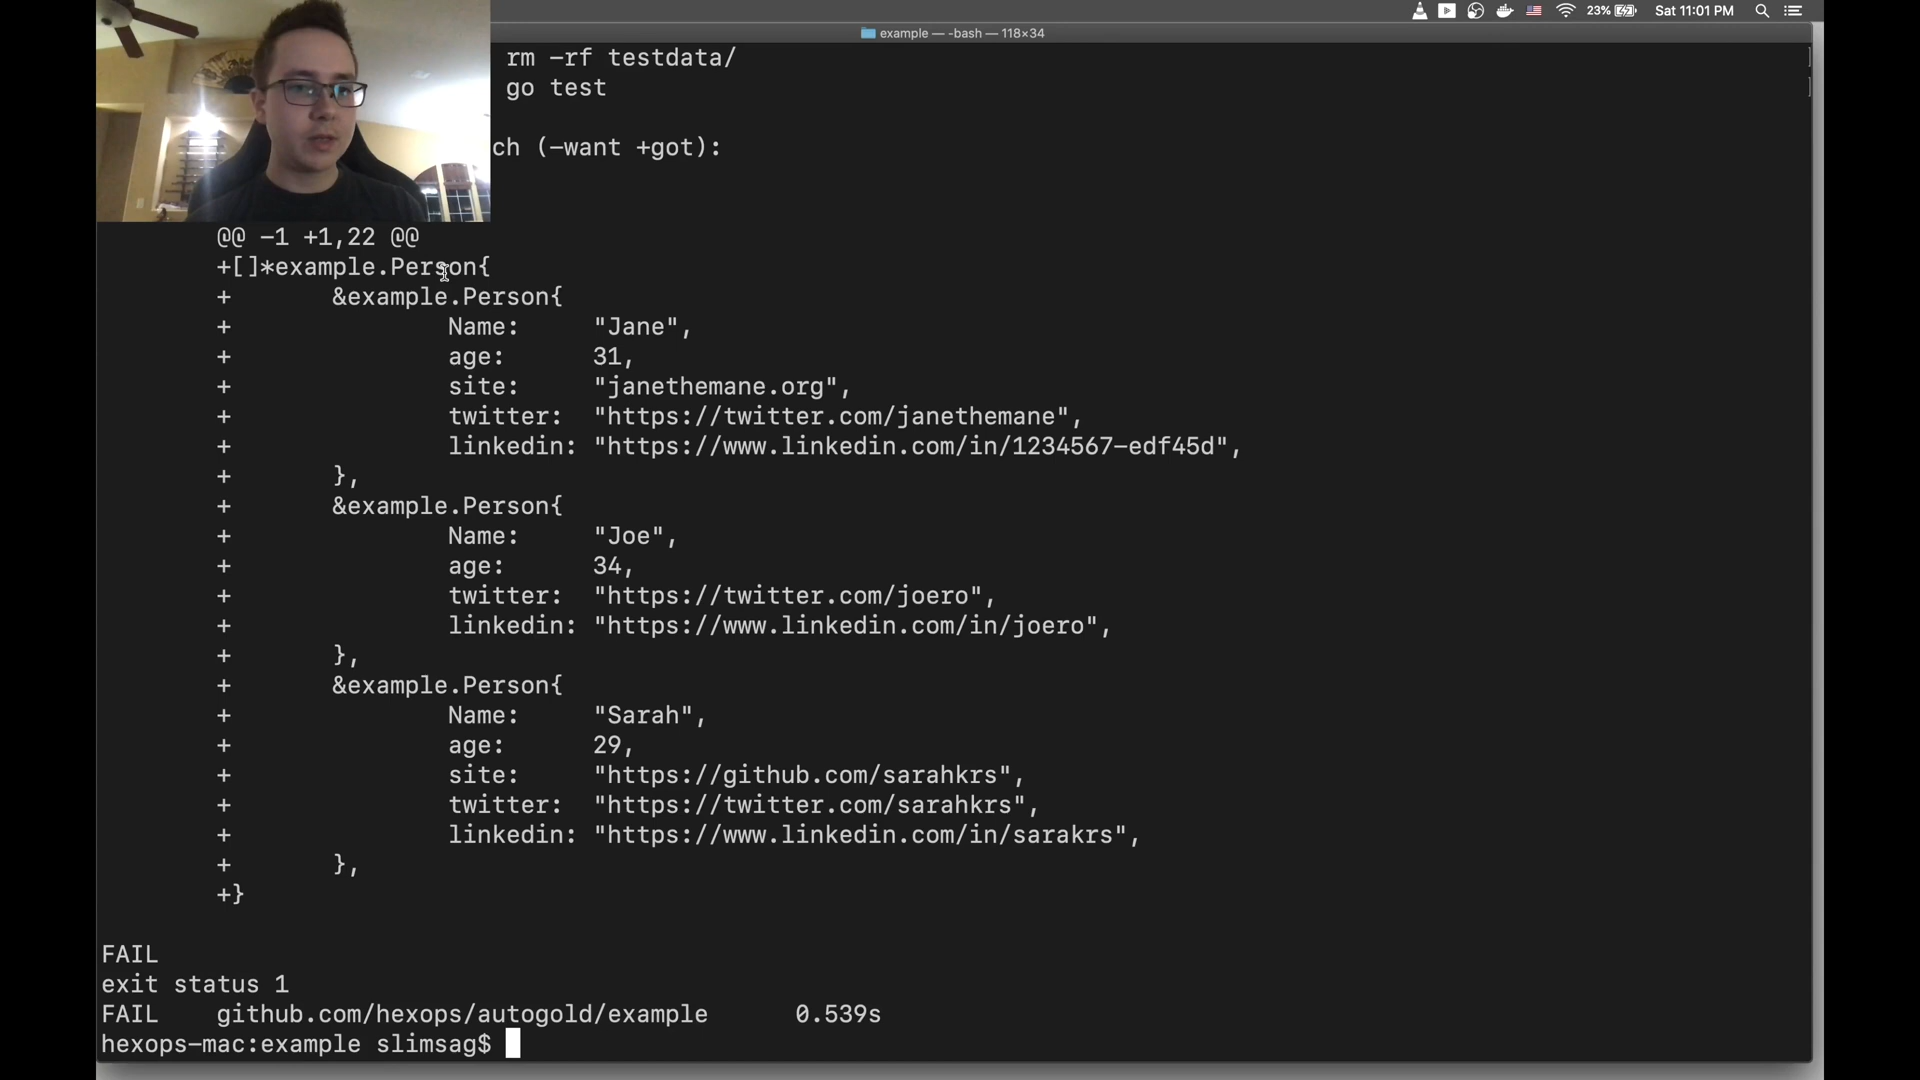 23% Sat 11:01 PM
example — -bash — 118×34
rm -rf testdata/
go test
ch (-want +got):
@@ -1 +1,22 @@
+[]*example.Person{
+ &example.Person{
+ Name: "Jane",
+ age: 31,
+ site: "janethemane.org",
+ twitter: "https://twitter.com/janethemane",
+ linkedin: "https://www.linkedin.com/in/1234567-edf45d",
+ },
+ &example.Person{
+ Name: "Joe",
+ age: 34,
+ twitter: "https://twitter.com/joero",
+ linkedin: "https://www.linkedin.com/in/joero",
+ },
+ &example.Person{
+ Name: "Sarah",
+ age: 29,
+ site: "https://github.com/sarahkrs",
+ twitter: "https://twitter.com/sarahkrs",
+ linkedin: "https://www.linkedin.com/in/sarakrs",
+ },
+}
FAIL
exit status 1
FAIL github.com/hexops/autogold/example 0.539s
hexops-mac:example slimsag$